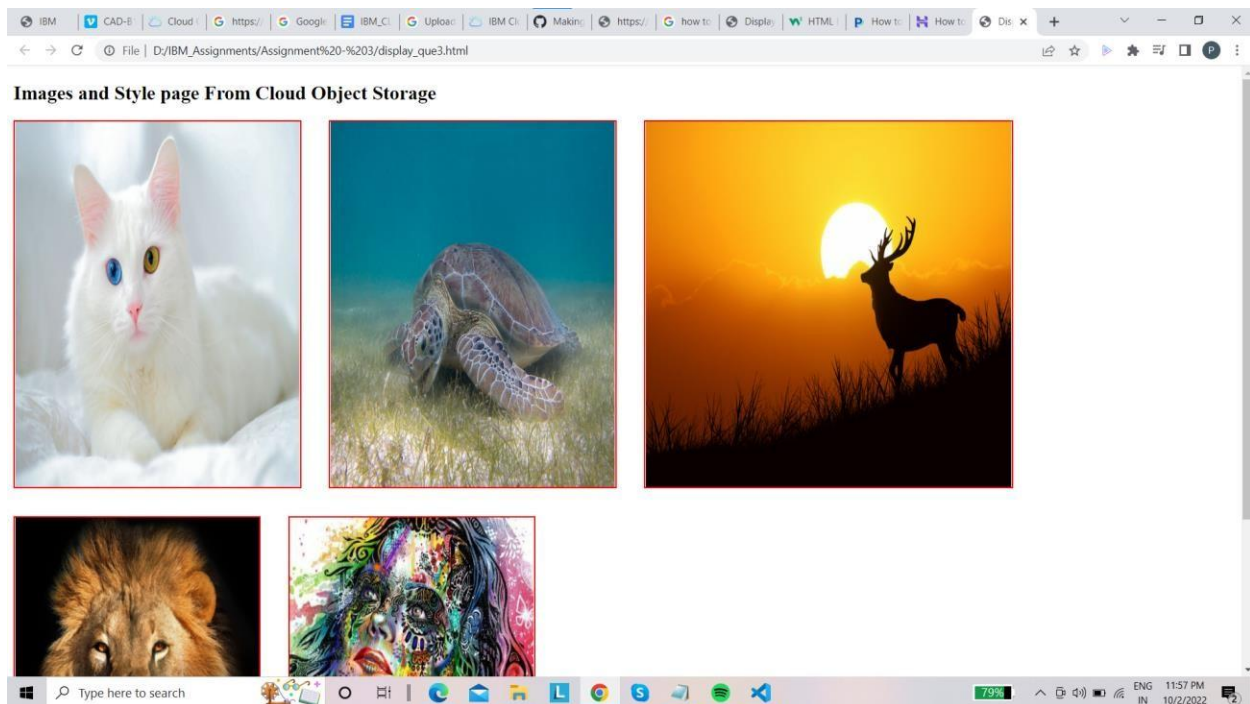 IBM
CAD-B
Cloud
https://
Google
IBM_CL
Upload
IBM Cl
Making
https://
how to
Display
HTML
How to
How to
Dis
File | D:/IBM_Assignments/Assignment%20-%203/display_que3.html
P
Images and Style page From Cloud Object Storage
Type here to search
79%
ENG
IN
11:57 PM
10/2/2022
2